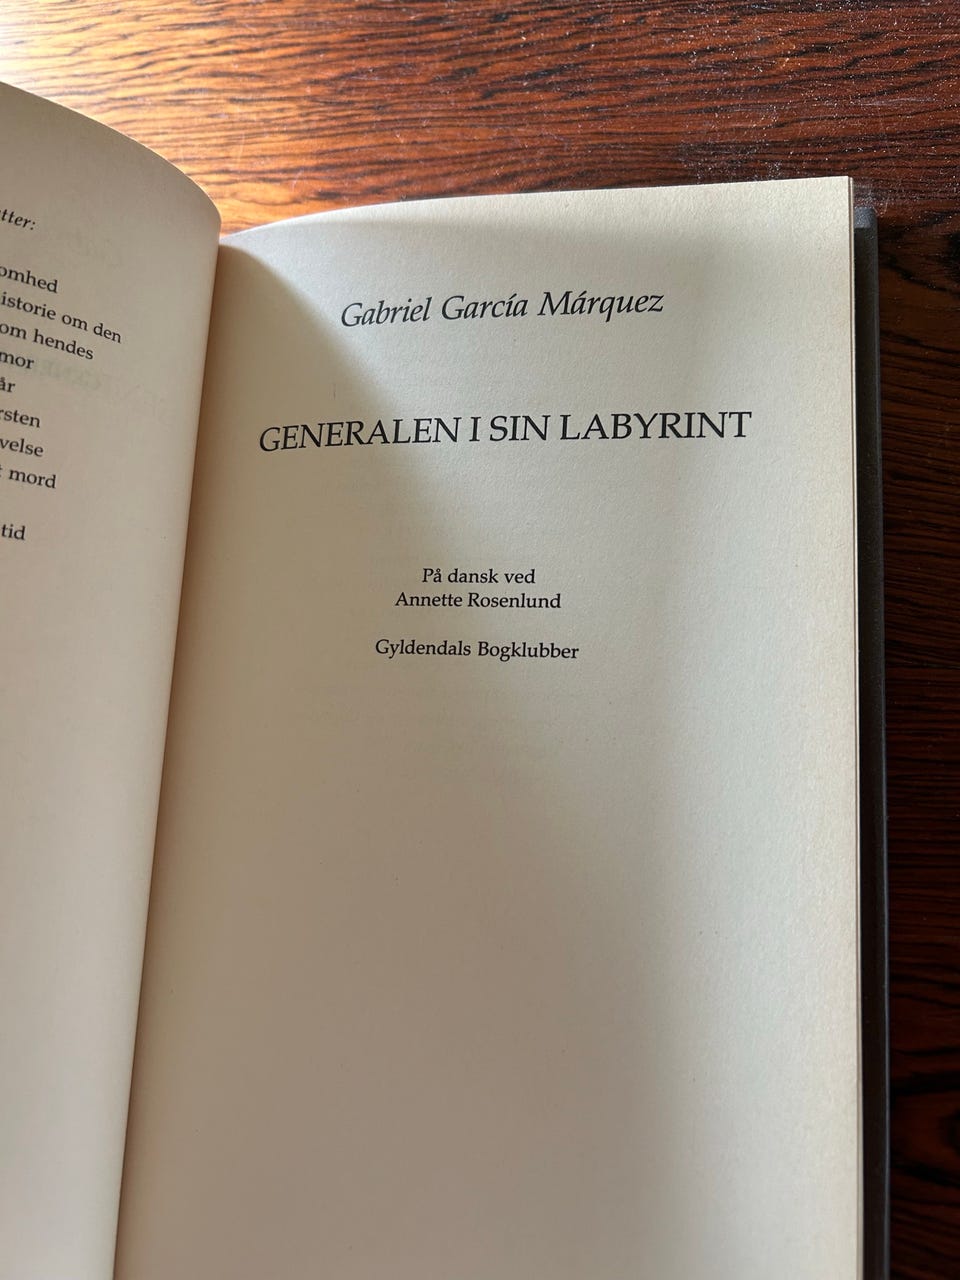 tter:
omhed
istorie om den
om hendes
mor
år
rsten
velse
mord
tid
Gabriel García Márquez
GENERALEN I SIN LABYRINT
På dansk ved
Annette Rosenlund
Gyldendals Bogklubber